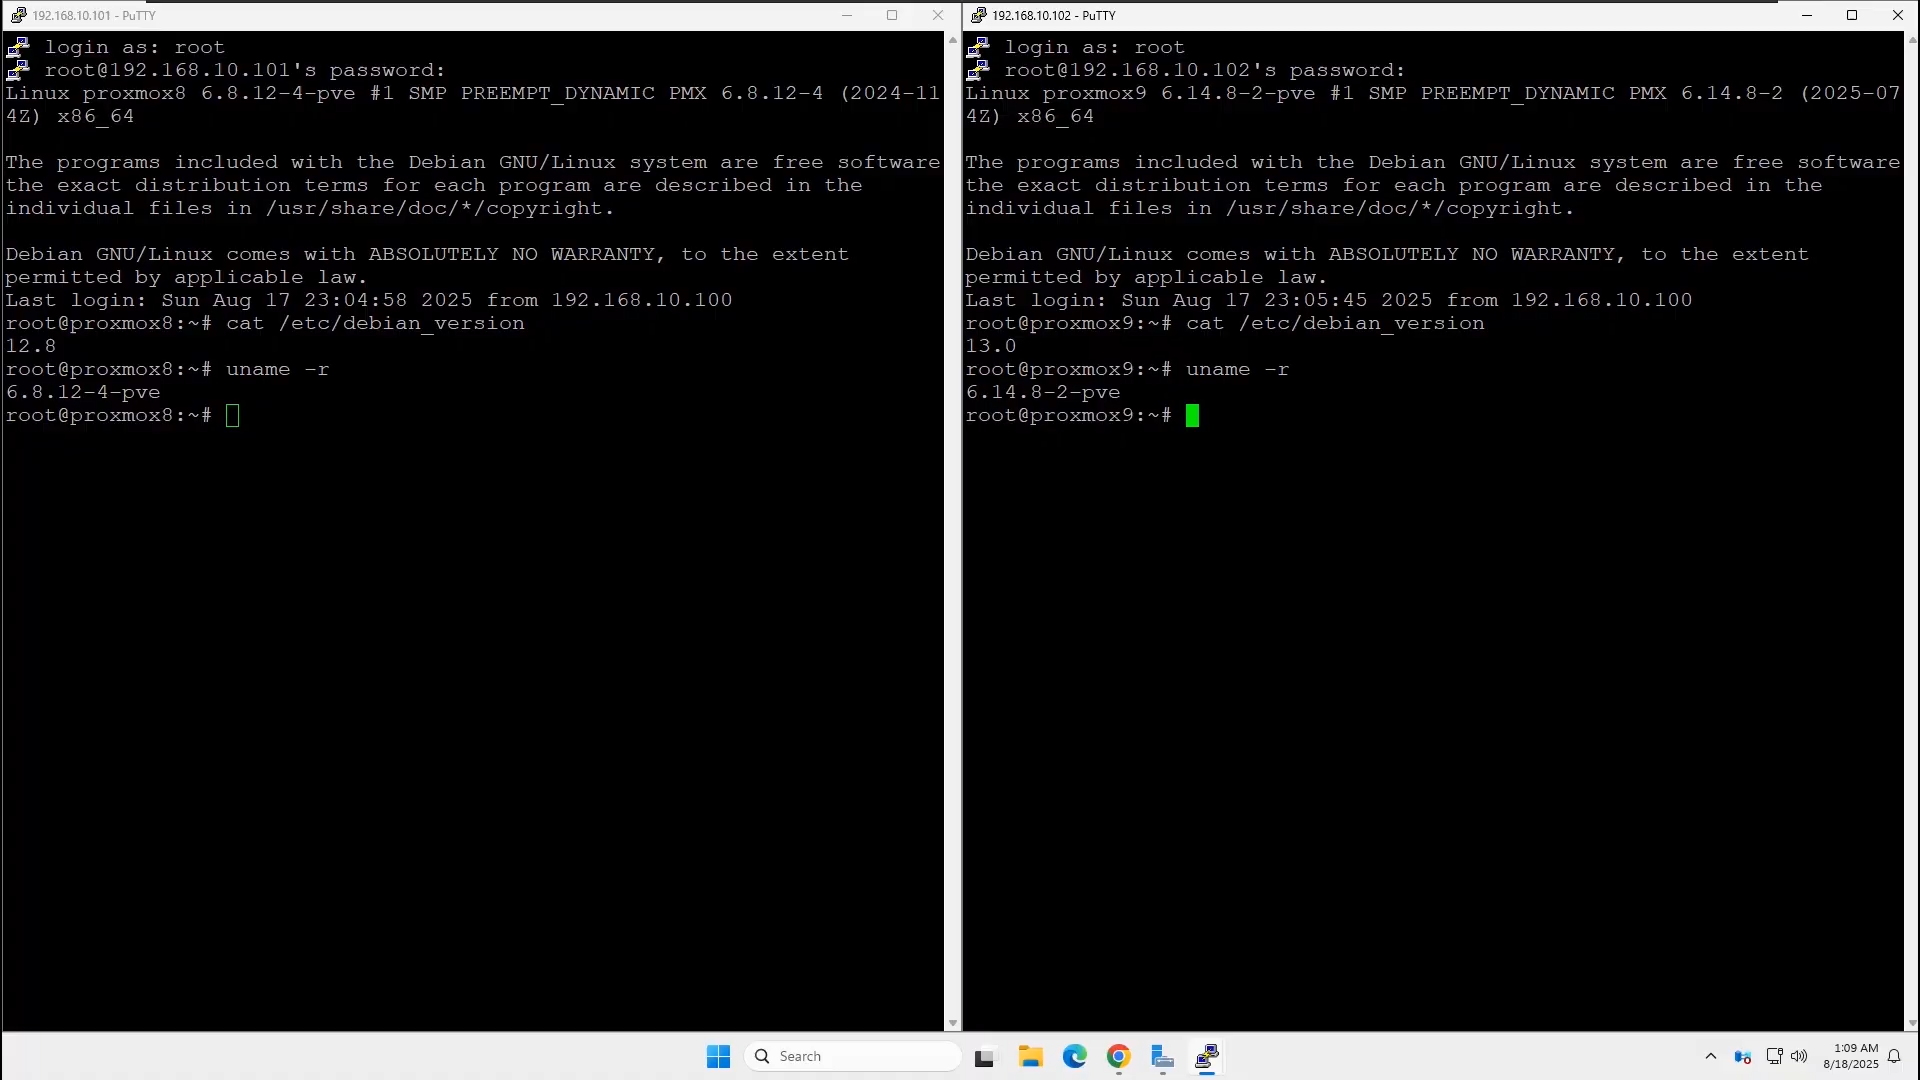 192.168.10.101 - PuTTY
login as: root
root@192.168.10.101's password:
Linux proxmox8 6.8.12-4-pve #1 SMP PREEMPT_DYNAMIC PMX 6.8.12-4 (2024-11
4Z) x86_64
The programs included with the Debian GNU/Linux system are free software
the exact distribution terms for each program are described in the
individual files in /usr/share/doc/*/copyright.
Debian GNU/Linux comes with ABSOLUTELY NO WARRANTY, to the extent
permitted by applicable law.
Last login: Sun Aug 17 23:04:58 2025 from 192.168.10.100
root@proxmox8:~# cat /etc/debian_version
12.8
root@proxmox8:~# uname -r
6.8.12-4-pve
root@proxmox8:~#
192.168.10.102 - PuTTY
login as: root
root@192.168.10.102's password:
Linux proxmox9 6.14.8-2-pve #1 SMP PREEMPT_DYNAMIC PMX 6.14.8-2 (2025-07
4Z) x86_64
The programs included with the Debian GNU/Linux system are free software
the exact distribution terms for each program are described in the
individual files in /usr/share/doc/*/copyright.
Debian GNU/Linux comes with ABSOLUTELY NO WARRANTY, to the extent
permitted by applicable law.
Last login: Sun Aug 17 23:05:45 2025 from 192.168.10.100
root@proxmox9:~# cat /etc/debian_version
13.0
root@proxmox9:~# uname -r
6.14.8-2-pve
root@proxmox9:~#
Search
1:09 AM
8/18/2025